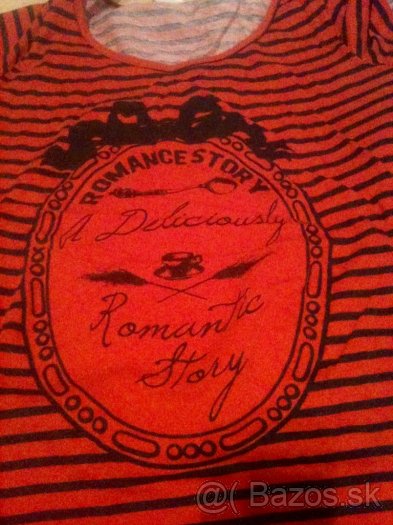 ROMANCE STORY
A Deliciously
Romantic
Story
@( Bazos.sk